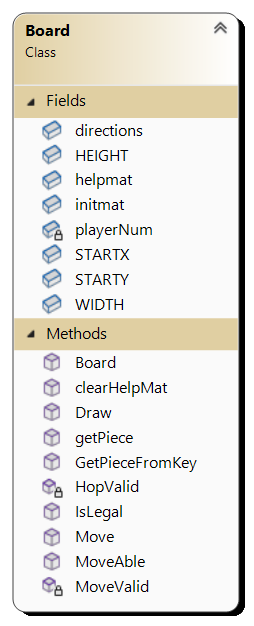 Board
Class
Fields
directions
HEIGHT
helpmat
initmat
playerNum
STARTX
STARTY
WIDTH
Methods
Board
clearHelpMat
Draw
getPiece
GetPieceFromKey
HopValid
IsLegal
Move
MoveAble
MoveValid